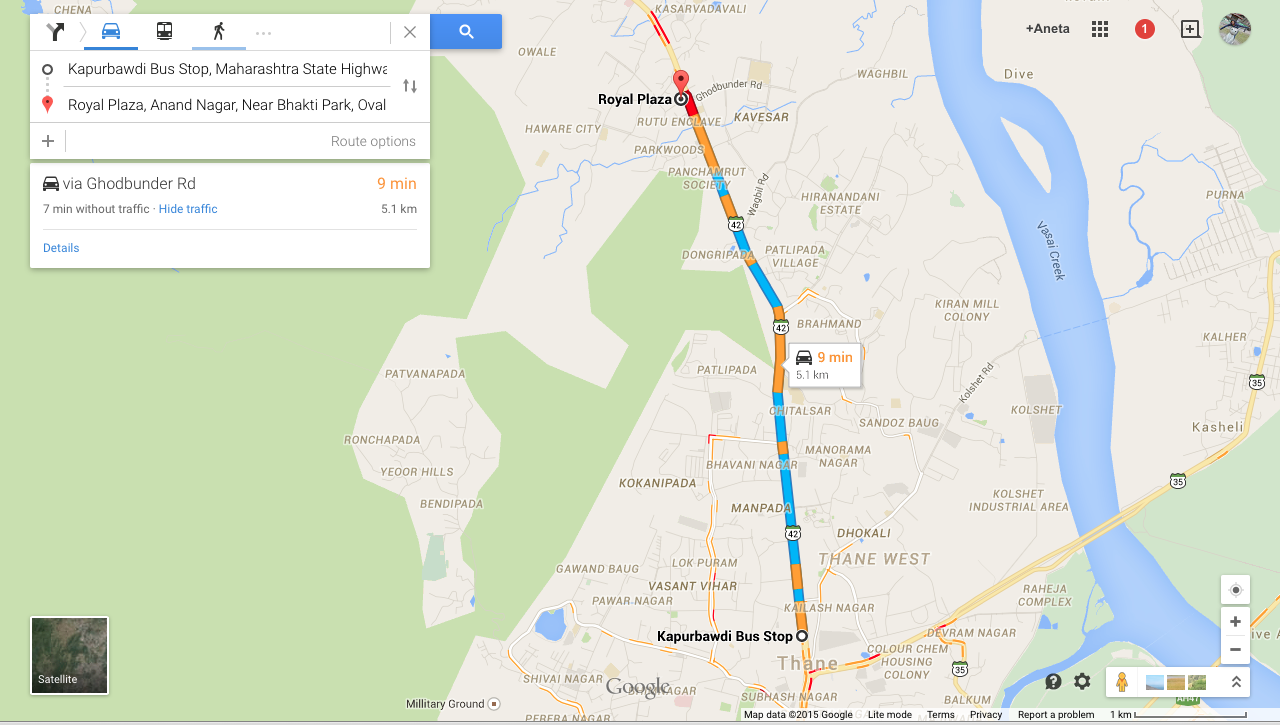 CHENA
KASARVADAVALI
+Aneta
1
Kapurbawdi Bus Stop, Maharashtra State Highwa
Royal Plaza, Anand Nagar, Near Bhakti Park, Oval
Route options
via Ghodbunder Rd
9 min
7 min without traffic · Hide traffic
5.1 km
Details
OWALE
WAGHBIL
Dive
Ghodbunder Rd
Royal Plaza
KAVESAR
RUTU ENCLAVE
HAWARE CITY
PARKWOODS
PANCHAMRUT
SOCIETY
Waghbil Rd
HIRANANDANI
ESTATE
PURNA
42
Vasai Creek
DONGRIPADA
PATLIPADA
VILLAGE
KIRAN MILL
COLONY
42
BRAHMAND
KALHER
9 min
5.1 km
PATLIPADA
PATVANAPADA
Kolshet Rd
35
CHITALSAR
KOLSHET
SANDOZ BAUG
Kasheli
RONCHAPADA
MANORAMA
NAGAR
BHAVANI NAGAR
YEOOR HILLS
KOKANIPADA
35
KOLSHET
INDUSTRIAL AREA
BENDIPADA
MANPADA
42
DHOKALI
THANE WEST
GAWAND BAUG
LOK PURAM
VASANT VIHAR
RAHEJA
COMPLEX
PAWAR NAGAR
KAILASH NAGAR
Kapurbawdi Bus Stop
DEVRAM NAGAR
COLOUR CHEM
HOUSING
COLONY
Thane
35
Satellite
SHIVAI NAGAR
Google
SUBHASH NAGAR
Military Ground
BALKUM
PERERA NAGAR
Map data ©2015 Google
Lite mode
Terms
Privacy
Report a problem
1 km